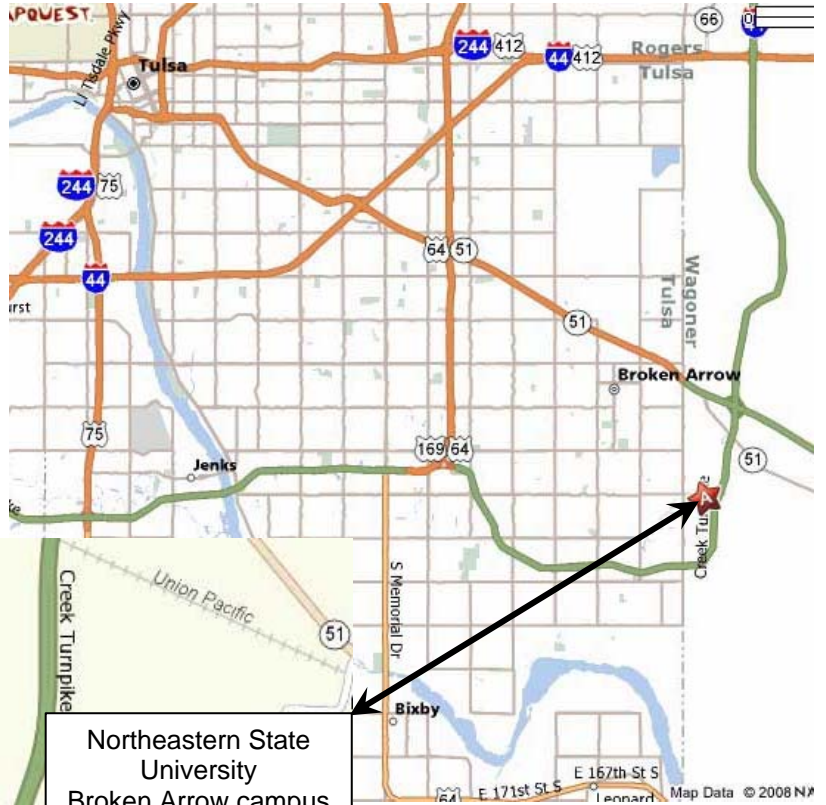 APQUEST.
Ll Tisdale Pkwy
Tulsa
244
412
44
412
66
Rogers
Tulsa
244
75
244
44
64
51
Wagoner
Tulsa
51
Broken Arrow
75
Jenks
169
64
51
A
Creek Tu
S Memorial Dr
Bixby
64
E 171st St S
E 167th St S
Leonard
Map Data © 2008
Creek Turnpike
Union Pacific
51
Northeastern State
University
Broken Arrow campus